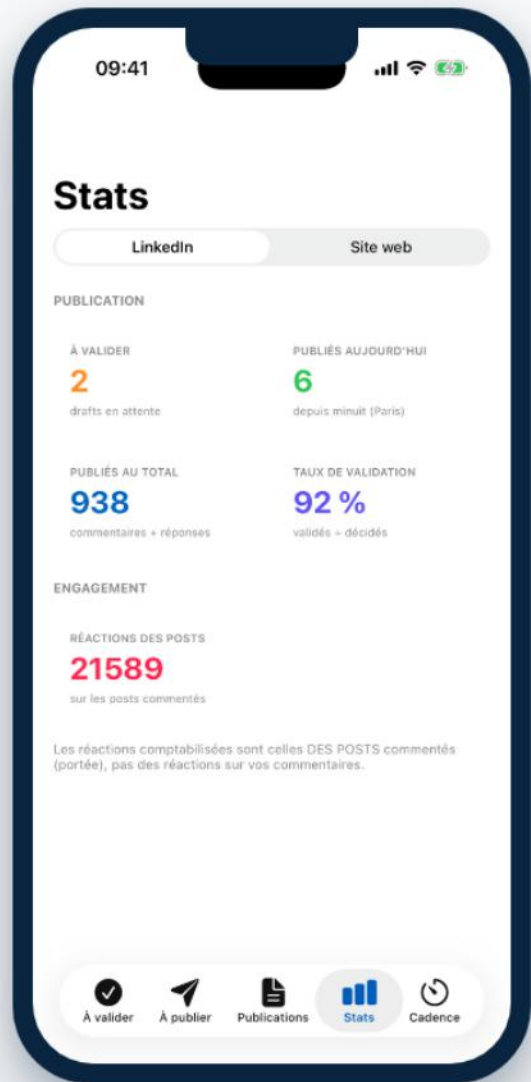 09:41
Stats
LinkedIn
Site web
PUBLICATION
À VALIDER
2
drafts en attente
PUBLIÉS AUJOURD'HUI
6
depuis minuit (Paris)
PUBLIÉS AU TOTAL
938
commentaires + réponses
TAUX DE VALIDATION
92 %
validés ÷ décidés
ENGAGEMENT
RÉACTIONS DES POSTS
21589
sur les posts commentés
Les réactions comptabilisées sont celles DES POSTS commentés
(portée), pas des réactions sur vos commentaires.
À valider
À publier
Publications
Stats
Cadence